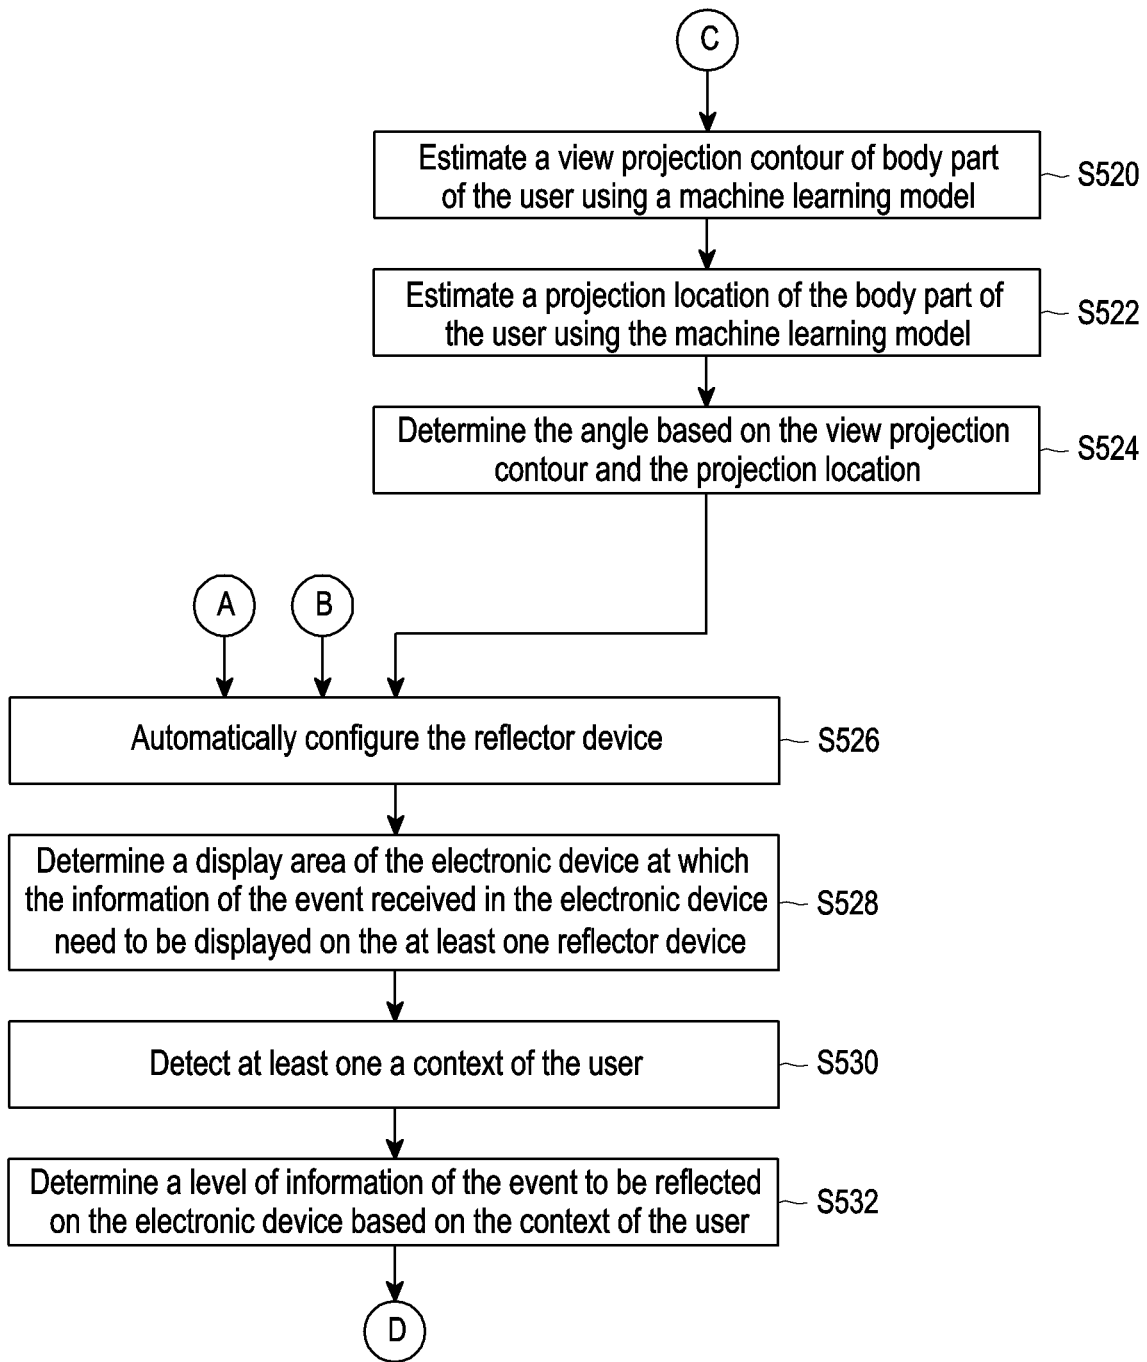 C
Estimate a view projection contour of body part
of the user using a machine learning model
S520
Estimate a projection location of the body part of
the user using the machine learning model
S522
Determine the angle based on the view projection
contour and the projection location
S524
A
B
Automatically configure the reflector device
S526
Determine a display area of the electronic device at which
the information of the event received in the electronic device
need to be displayed on the at least one reflector device
S528
Detect at least one a context of the user
S530
Determine a level of information of the event to be reflected
on the electronic device based on the context of the user
S532
D